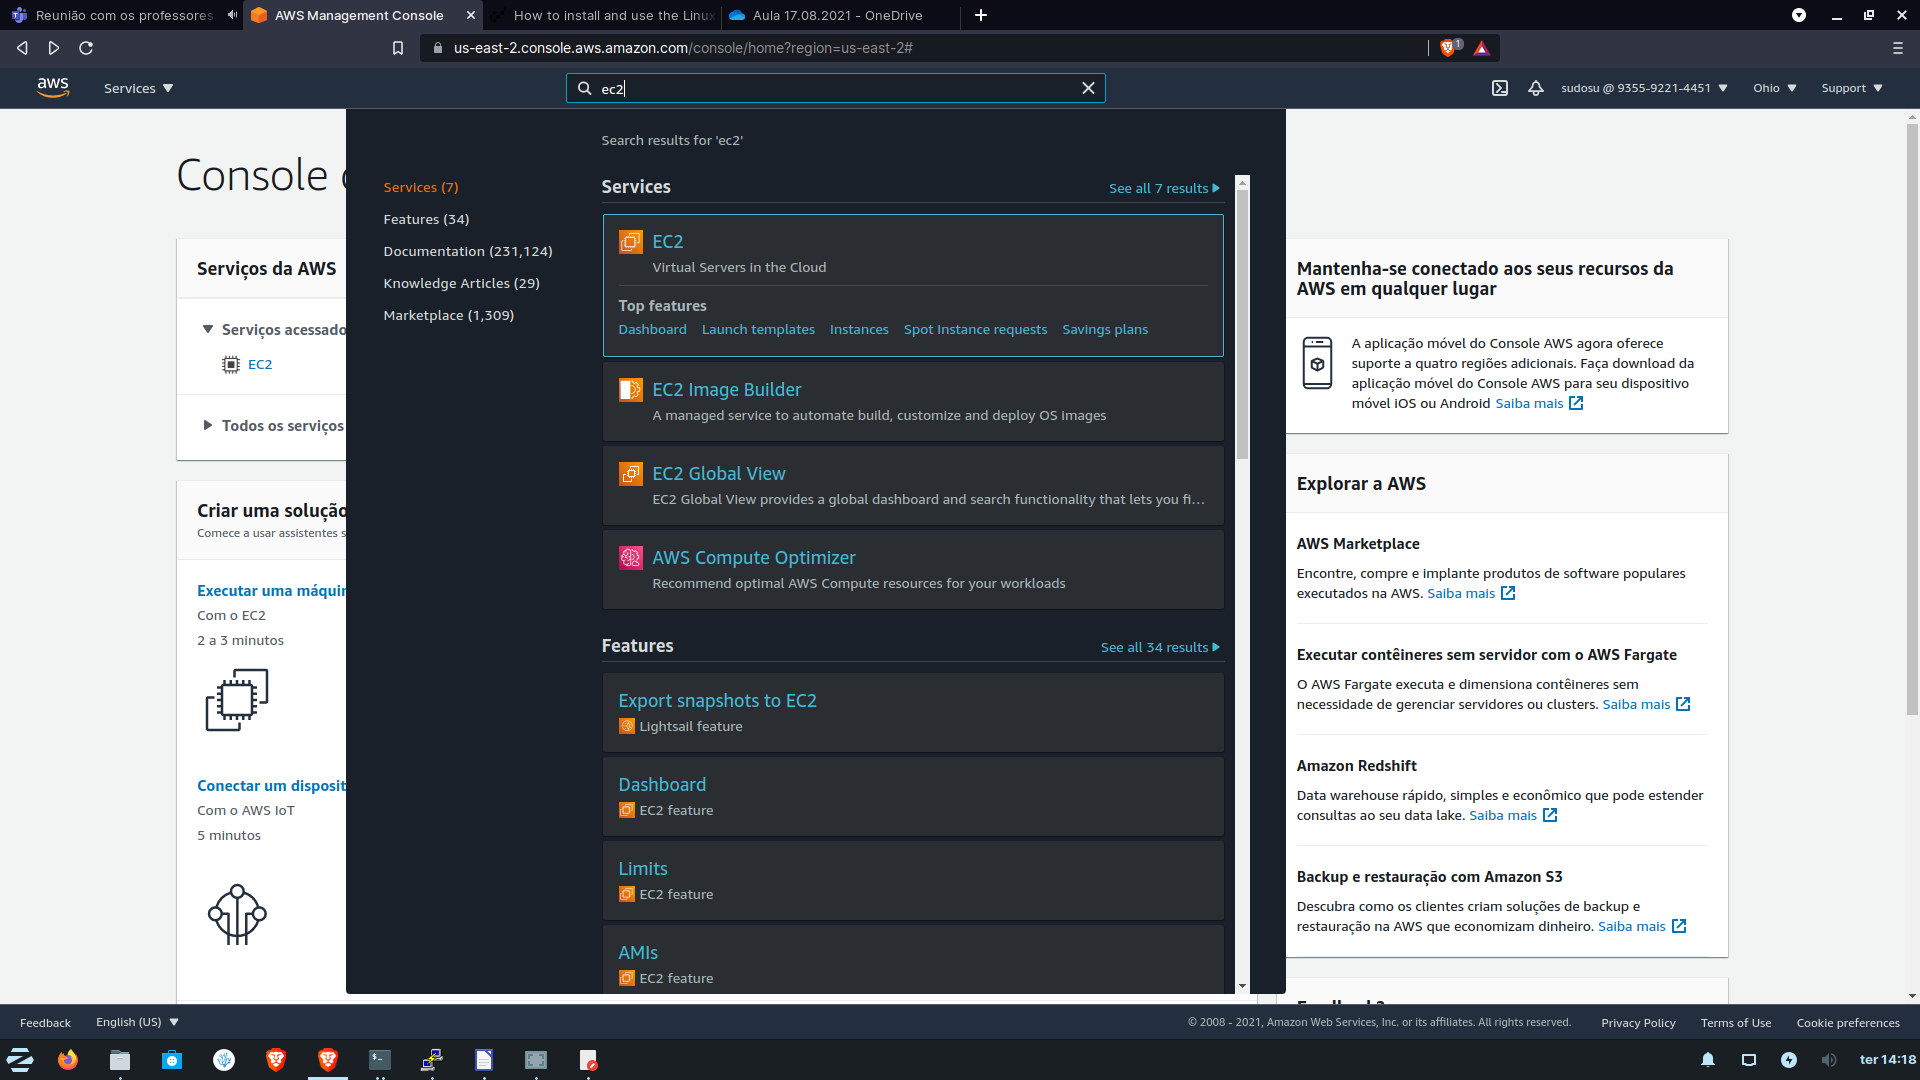 Reunião com os professores
AWS Management Console
How to install and use the Linux
Aula 17.08.2021 - OneDrive
us-east-2.console.aws.amazon.com/console/home?region=us-east-2#
1
aws
Services
ec2
sudosu @ 9355-9221-4451
Ohio
Support
Console
Search results for 'ec2'
Services (7)
Features (34)
Documentation (231,124)
Knowledge Articles (29)
Marketplace (1,309)
Services
See all 7 results
EC2
Virtual Servers in the Cloud
Top features
Dashboard Launch templates Instances Spot Instance requests Savings plans
EC2 Image Builder
A managed service to automate build, customize and deploy OS images
EC2 Global View
EC2 Global View provides a global dashboard and search functionality that lets you fi...
AWS Compute Optimizer
Recommend optimal AWS Compute resources for your workloads
Features
See all 34 results
Export snapshots to EC2
Lightsail feature
Dashboard
EC2 feature
Limits
EC2 feature
AMIs
EC2 feature
Serviços da AWS
Serviços acessado
EC2
Todos os serviços
Criar uma solução
Comece a usar assistentes s
Executar uma máquin
Com o EC2
2 a 3 minutos
Conectar um disposit
Com o AWS IoT
5 minutos
Mantenha-se conectado aos seus recursos da
AWS em qualquer lugar
A aplicação móvel do Console AWS agora oferece
suporte a quatro regiões adicionais. Faça download da
aplicação móvel do Console AWS para seu dispositivo
móvel iOS ou Android Saiba mais
Explorar a AWS
AWS Marketplace
Encontre, compre e implante produtos de software populares
executados na AWS. Saiba mais
Executar contêineres sem servidor com o AWS Fargate
O AWS Fargate executa e dimensiona contêineres sem
necessidade de gerenciar servidores ou clusters. Saiba mais
Amazon Redshift
Data warehouse rápido, simples e econômico que pode estender
consultas ao seu data lake. Saiba mais
Backup e restauração com Amazon S3
Descubra como os clientes criam soluções de backup e
restauração na AWS que economizam dinheiro. Saiba mais
Feedback
English (US)
© 2008 - 2021, Amazon Web Services, Inc. or its affiliates. All rights reserved.
Privacy Policy
Terms of Use
Cookie preferences
ter 14:18